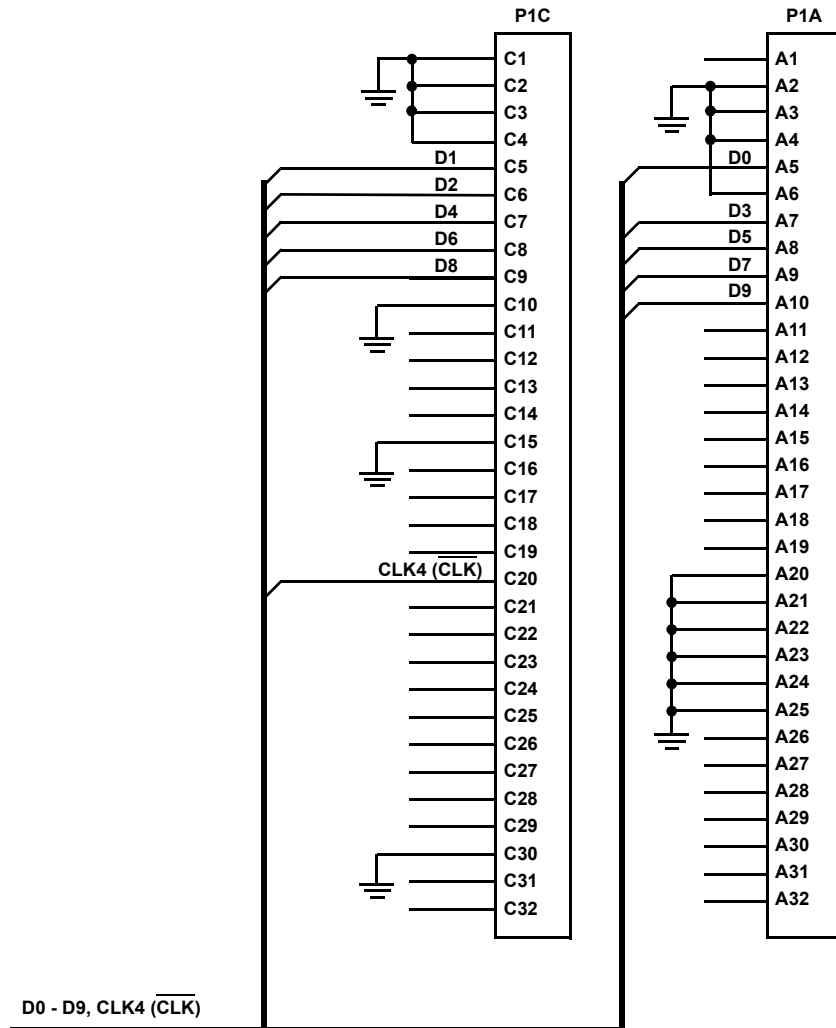 P1C P1A
C1 A1
C2 A2
C3 A3
C4 A4
D1 C5 D0 A5
D2 C6 A6
D4 C7 D3 A7
D6 C8 D5 A8
D8 C9 D7 A9
C10 D9 A10
C11 A11
C12 A12
C13 A13
C14 A14
C15 A15
C16 A16
C17 A17
C18 A18
C19 A19
CLK4 (C̅L̅K̅) C20 A20
C21 A21
C22 A22
C23 A23
C24 A24
C25 A25
C26 A26
C27 A27
C28 A28
C29 A29
C30 A30
C31 A31
C32 A32
D0 - D9, CLK4 (C̅L̅K̅)